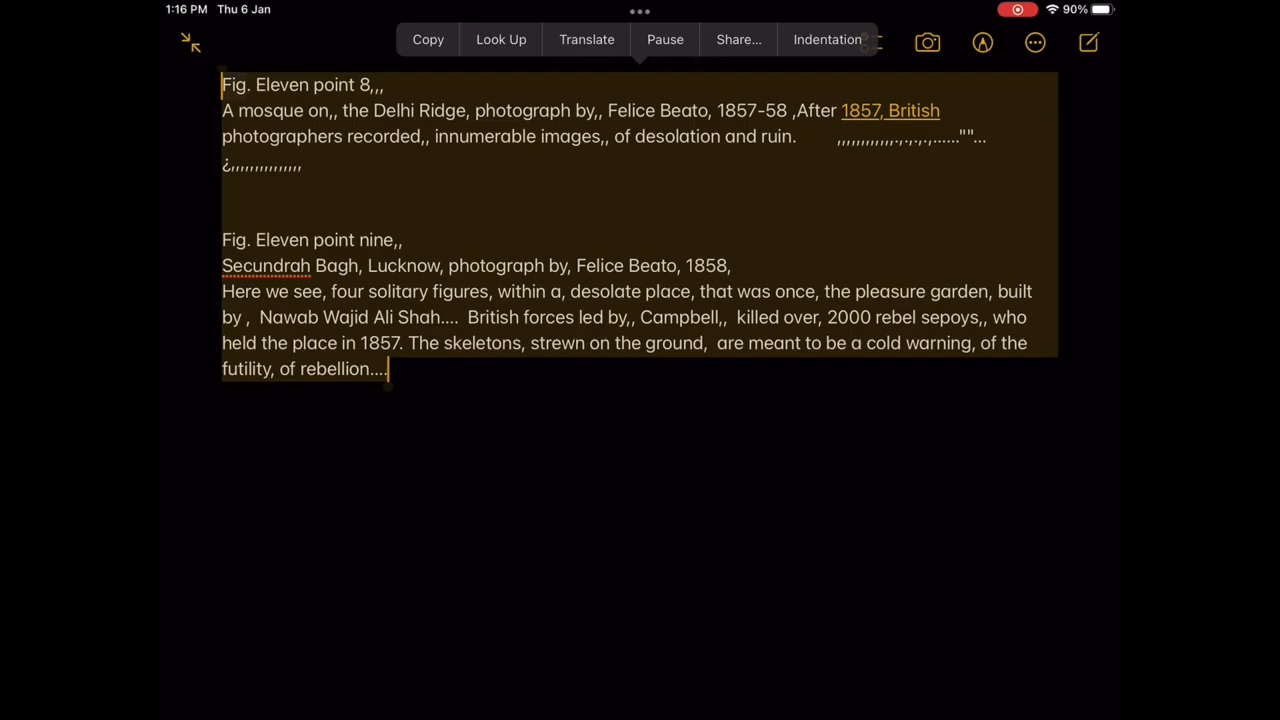 1:16 PM Thu 6 Jan
90%
Copy Look Up Translate Pause Share... Indentation
Fig. Eleven point 8,,,
A mosque on,, the Delhi Ridge, photograph by,, Felice Beato, 1857-58 ,After 1857, British
photographers recorded,, innumerable images,, of desolation and ruin. ,,,,,,,,,,,,.,.,.,.,......""...
¿,,,,,,,,,,,,,,,
Fig. Eleven point nine,,
Secundrah Bagh, Lucknow, photograph by, Felice Beato, 1858,
Here we see, four solitary figures, within a, desolate place, that was once, the pleasure garden, built
by , Nawab Wajid Ali Shah.... British forces led by,, Campbell,, killed over, 2000 rebel sepoys,, who
held the place in 1857. The skeletons, strewn on the ground, are meant to be a cold warning, of the
futility, of rebellion....